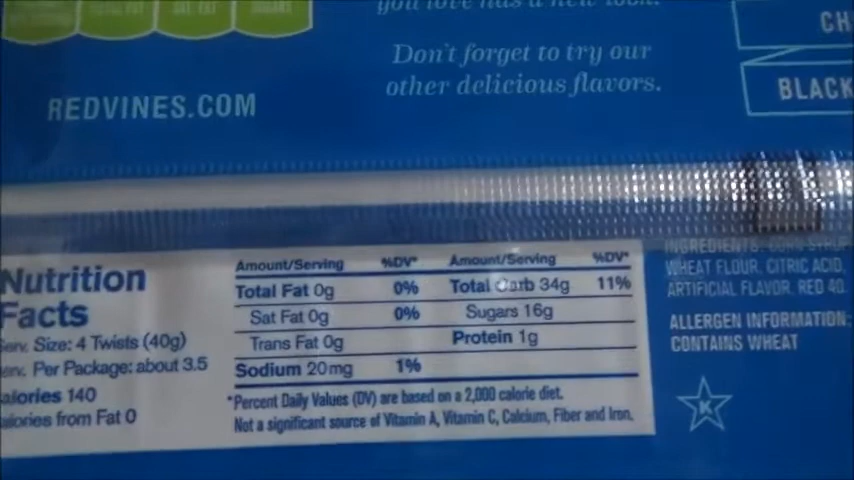 SAT FAT
you love has a new look.
Don't forget to try our
other delicious flavors.
REDVINES.COM
CH
BLACK
Nutrition
Facts
Serv. Size: 4 Twists (40g)
Serv. Per Package: about 3.5
alories 140
alories from Fat 0
Amount/Serving %DV* Amount/Serving %DV*
Total Fat 0g 0% Total Carb 34g 11%
Sat Fat 0g 0% Sugars 16g
Trans Fat 0g Protein 1g
Sodium 20mg 1%
*Percent Daily Values (DV) are based on a 2,000 calorie diet.
Not a significant source of Vitamin A, Vitamin C, Calcium, Fiber and Iron.
INGREDIENTS: CORN SYRUP
WHEAT FLOUR, CITRIC ACID,
ARTIFICIAL FLAVOR, RED 40.
ALLERGEN INFORMATION:
CONTAINS WHEAT
K